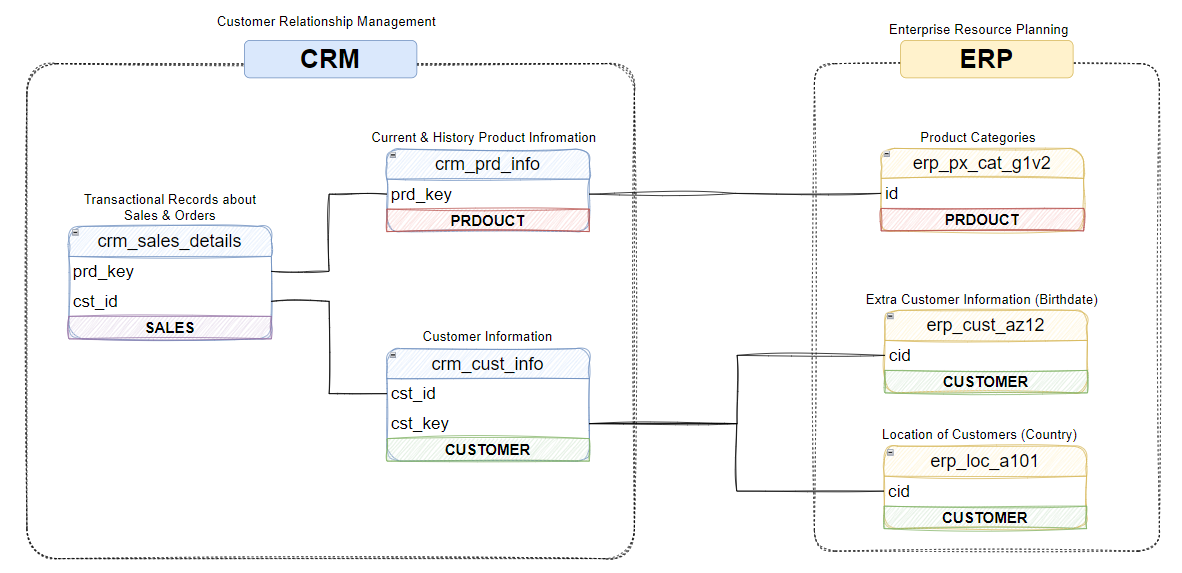 Customer Relationship Management
CRM
Enterprise Resource Planning
ERP
Current & History Product Infromation
crm_prd_info
prd_key
PRDOUCT
Product Categories
erp_px_cat_g1v2
id
PRDOUCT
Transactional Records about
Sales & Orders
crm_sales_details
prd_key
cst_id
SALES
Customer Information
crm_cust_info
cst_id
cst_key
CUSTOMER
Extra Customer Information (Birthdate)
erp_cust_az12
cid
CUSTOMER
Location of Customers (Country)
erp_loc_a101
cid
CUSTOMER